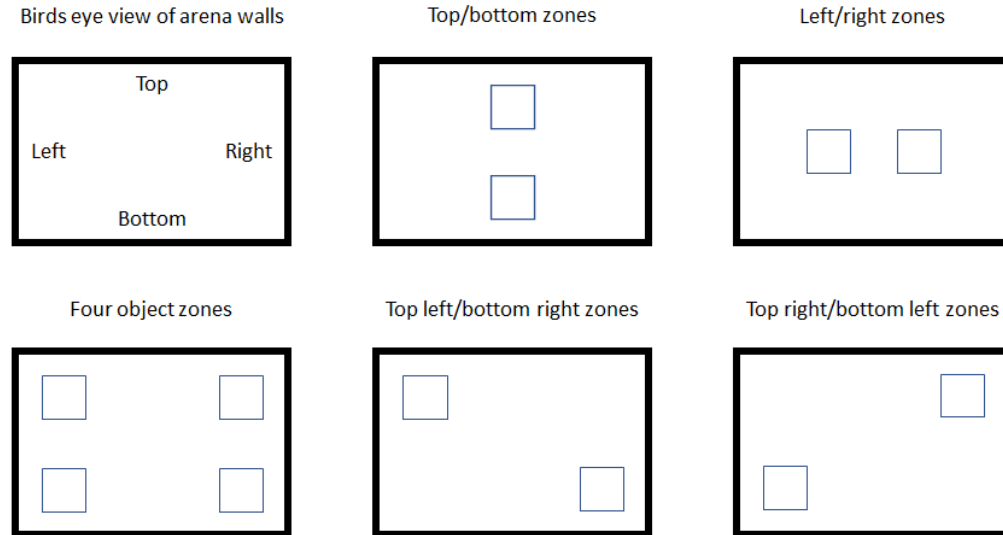 Birds eye view of arena walls
Top/bottom zones
Left/right zones
Top
Left
Right
Bottom
Four object zones
Top left/bottom right zones
Top right/bottom left zones